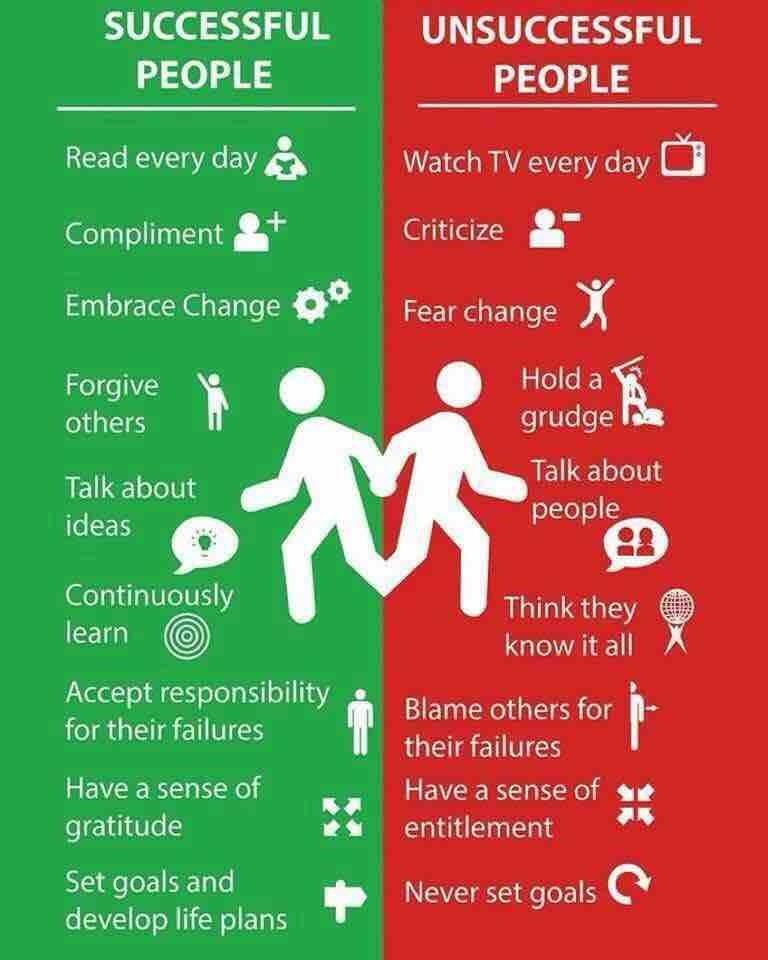 SUCCESSFUL
PEOPLE
Read every day
Compliment
Embrace Change
Forgive
others
Talk about
ideas
Continuously
learn
Accept responsibility
for their failures
Have a sense of
gratitude
Set goals and
develop life plans
UNSUCCESSFUL
PEOPLE
Watch TV every day
Criticize
Fear change
Hold a
grudge
Talk about
people
Think they
know it all
Blame others for
their failures
Have a sense of
entitlement
Never set goals